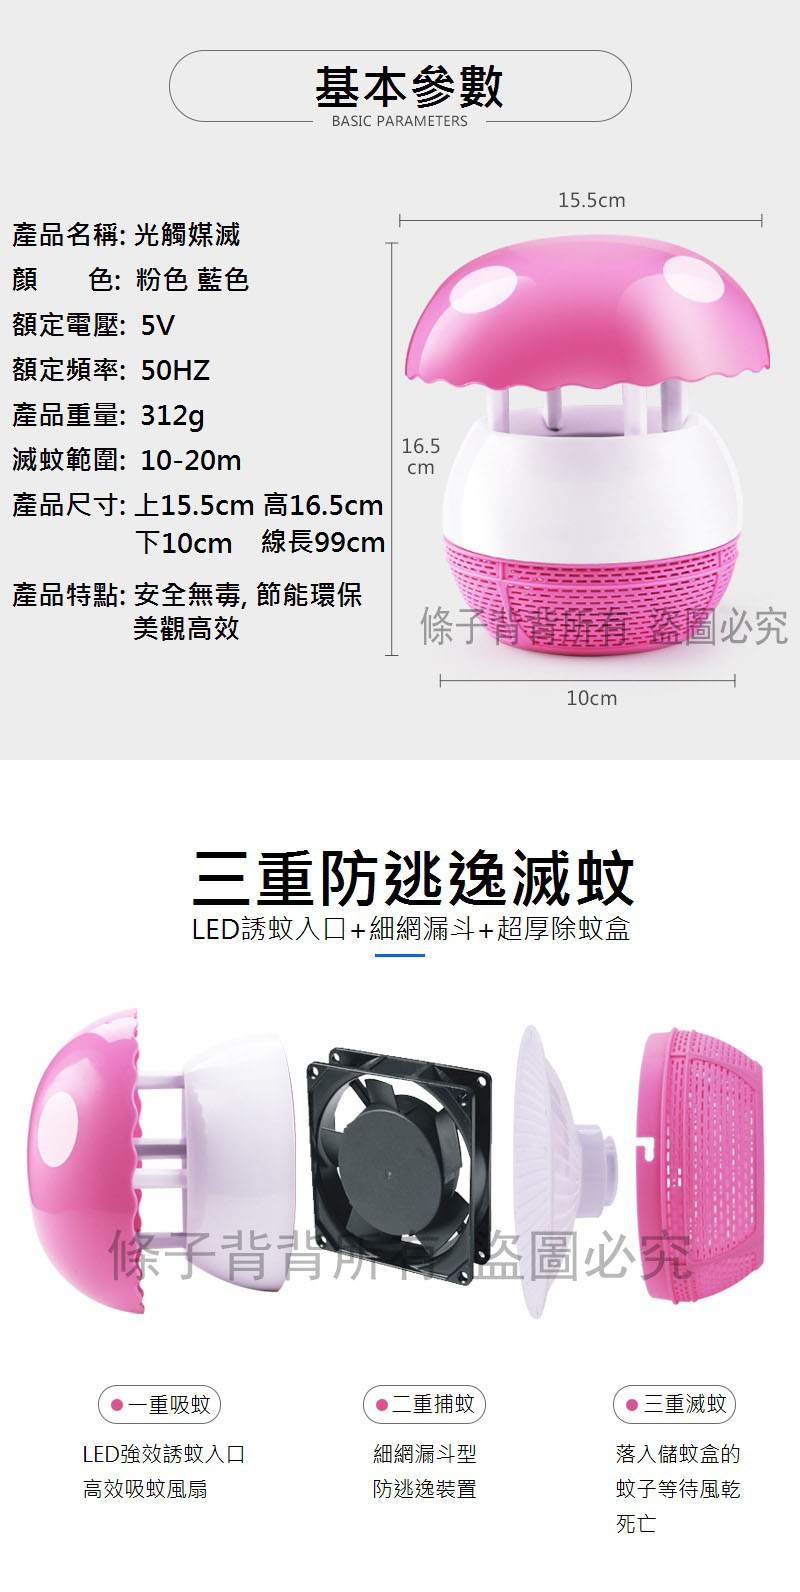 基本參數
BASIC PARAMETERS
產品名稱: 光觸媒滅
顏 色: 粉色 藍色
額定電壓: 5V
額定頻率: 50HZ
產品重量: 312g
滅蚊範圍: 10-20m
產品尺寸: 上15.5cm 高16.5cm
下10cm 線長99cm
產品特點: 安全無毒, 節能環保
美觀高效
15.5cm
16.5
cm
條子背背所有 盜圖必究
10cm
三重防逃逸滅蚊
LED誘蚊入口+細網漏斗+超厚除蚊盒
條子背背所有 盜圖必究
一重吸蚊
LED強效誘蚊入口
高效吸蚊風扇
二重捕蚊
細網漏斗型
防逃逸裝置
三重滅蚊
落入儲蚊盒的
蚊子等待風乾
死亡